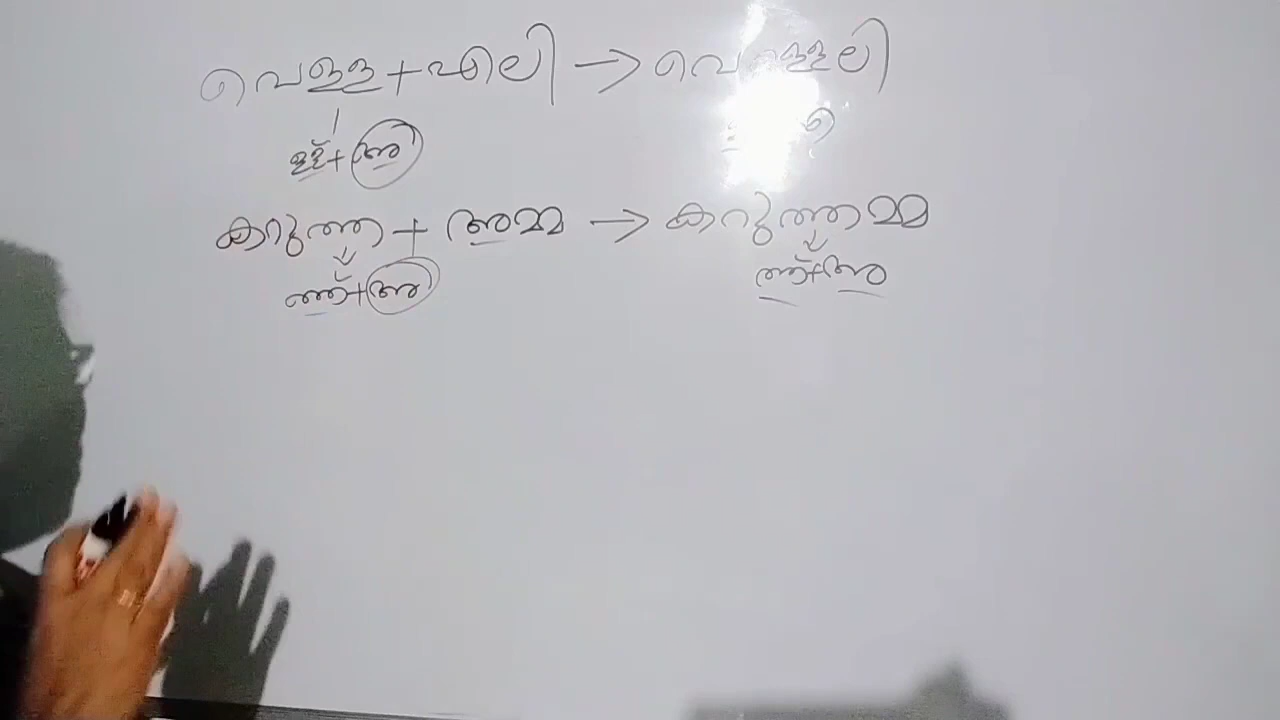 വെള്ള + എലി → വെള്ളെലി
ള്ള് + അ എ
കറുത്ത + അമ്മ → കറുത്തമ്മ
ത്ത് + അ ത്ത് + അ